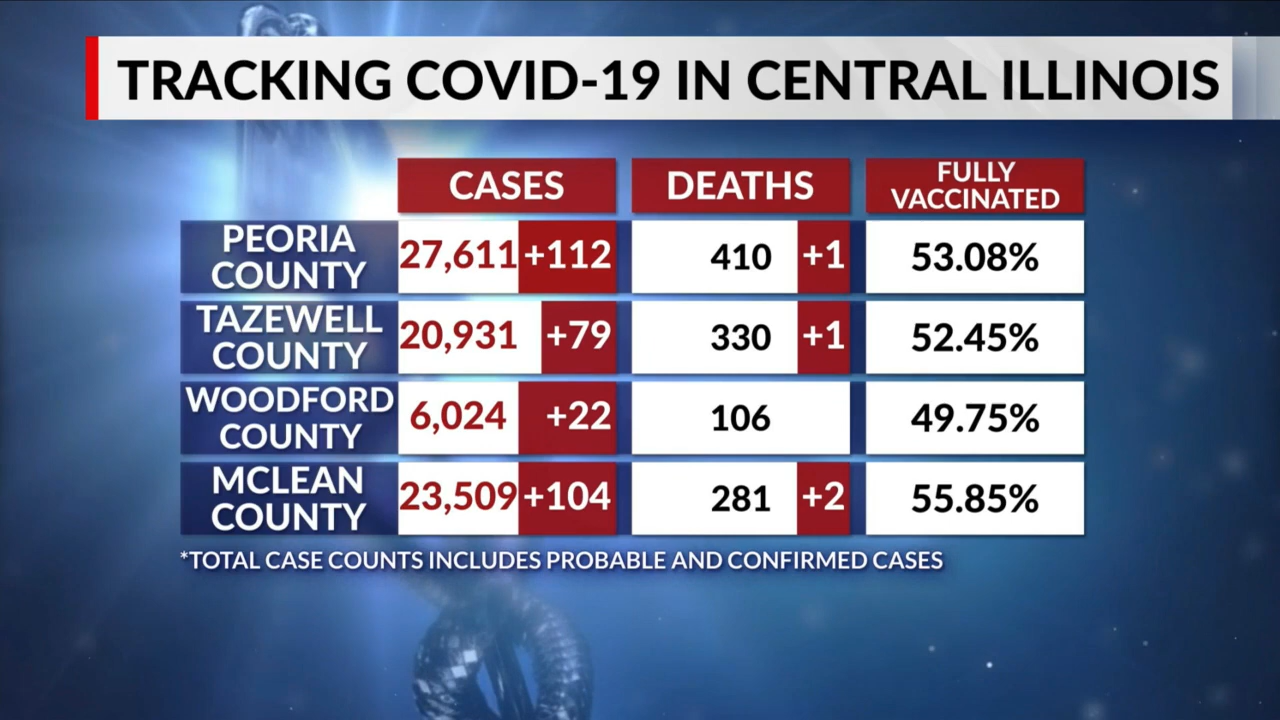 TRACKING COVID-19 IN CENTRAL ILLINOIS
CASES DEATHS FULLY VACCINATED
PEORIA COUNTY 27,611 +112 410 +1 53.08%
TAZEWELL COUNTY 20,931 +79 330 +1 52.45%
WOODFORD COUNTY 6,024 +22 106 49.75%
MCLEAN COUNTY 23,509 +104 281 +2 55.85%
*TOTAL CASE COUNTS INCLUDES PROBABLE AND CONFIRMED CASES